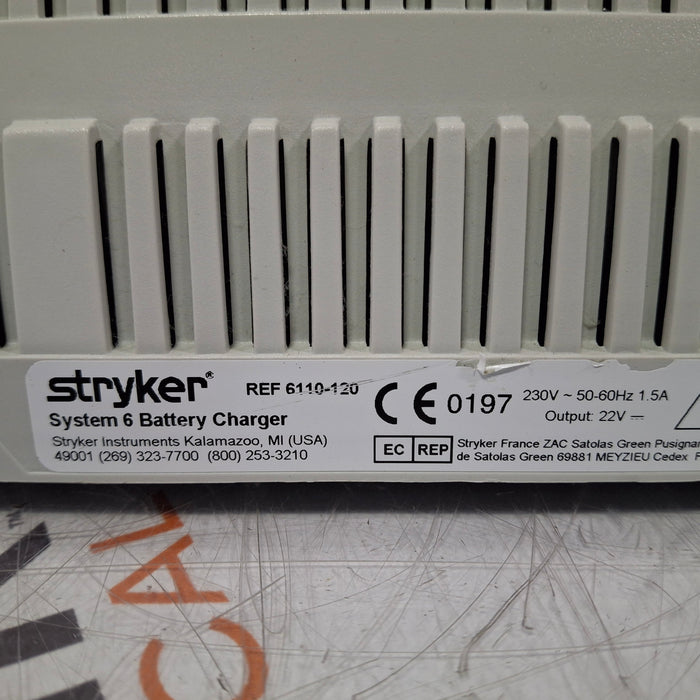 stryker®
REF 6110-120
System 6 Battery Charger
Stryker Instruments Kalamazoo, MI (USA)
49001 (269) 323-7700 (800) 253-3210
CE 0197
230V ~ 50-60Hz 1.5A
Output: 22V ⎓
EC REP
Stryker France ZAC Satolas Green Pusignan
de Satolas Green 69881 MEYZIEU Cedex F
CAL